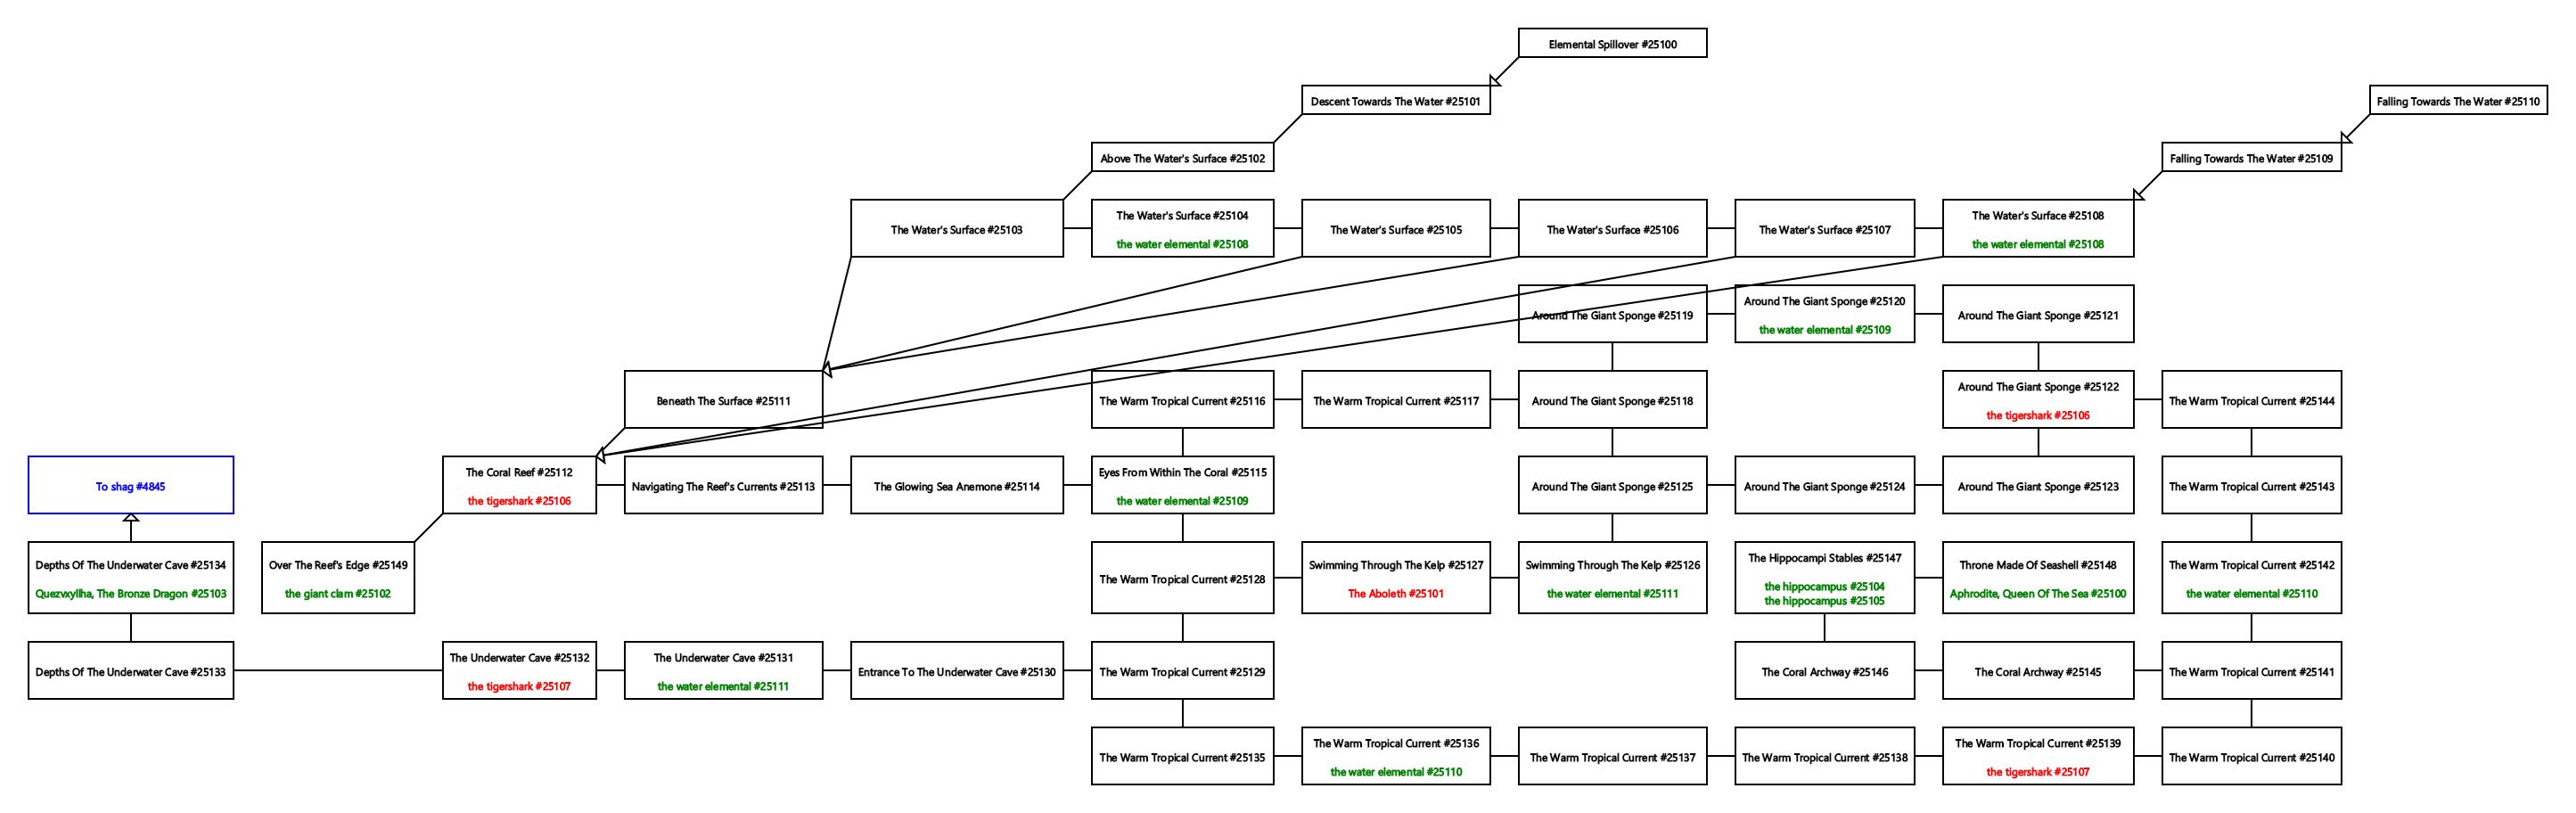 Elemental Spillover #25100
Descent Towards The Water #25101
Falling Towards The Water #25110
Above The Water's Surface #25102
Falling Towards The Water #25109
The Water's Surface #25103
The Water's Surface #25104
the water elemental #25108
The Water's Surface #25105
The Water's Surface #25106
The Water's Surface #25107
The Water's Surface #25108
the water elemental #25108
Around The Giant Sponge #25119
Around The Giant Sponge #25120
the water elemental #25109
Around The Giant Sponge #25121
Beneath The Surface #25111
The Warm Tropical Current #25116
The Warm Tropical Current #25117
Around The Giant Sponge #25118
Around The Giant Sponge #25122
the tigershark #25106
The Warm Tropical Current #25144
To shag #4845
The Coral Reef #25112
the tigershark #25106
Navigating The Reef's Currents #25113
The Glowing Sea Anemone #25114
Eyes From Within The Coral #25115
the water elemental #25109
Around The Giant Sponge #25125
Around The Giant Sponge #25124
Around The Giant Sponge #25123
The Warm Tropical Current #25143
Depths Of The Underwater Cave #25134
Quezvxyllha, The Bronze Dragon #25103
Over The Reef's Edge #25149
the giant clam #25102
The Warm Tropical Current #25128
Swimming Through The Kelp #25127
The Aboleth #25101
Swimming Through The Kelp #25126
the water elemental #25111
The Hippocampi Stables #25147
the hippocampus #25104
the hippocampus #25105
Throne Made Of Seashell #25148
Aphrodite, Queen Of The Sea #25100
The Warm Tropical Current #25142
the water elemental #25110
Depths Of The Underwater Cave #25133
The Underwater Cave #25132
the tigershark #25107
The Underwater Cave #25131
the water elemental #25111
Entrance To The Underwater Cave #25130
The Warm Tropical Current #25129
The Coral Archway #25146
The Coral Archway #25145
The Warm Tropical Current #25141
The Warm Tropical Current #25135
The Warm Tropical Current #25136
the water elemental #25110
The Warm Tropical Current #25137
The Warm Tropical Current #25138
The Warm Tropical Current #25139
the tigershark #25107
The Warm Tropical Current #25140